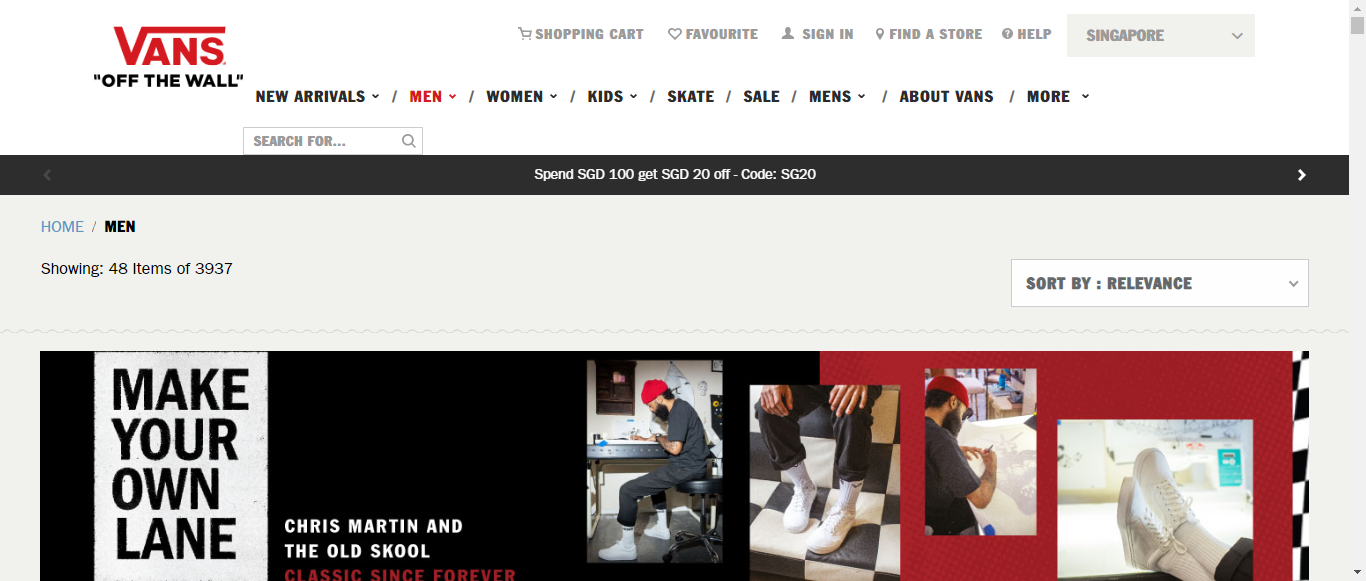 VANS
"OFF THE WALL"
SHOPPING CART FAVOURITE SIGN IN FIND A STORE HELP SINGAPORE
NEW ARRIVALS / MEN / WOMEN / KIDS / SKATE / SALE / MENS / ABOUT VANS / MORE
SEARCH FOR...
Spend SGD 100 get SGD 20 off - Code: SG20
HOME / MEN
Showing: 48 Items of 3937
SORT BY : RELEVANCE
MAKE
YOUR
OWN
LANE
CHRIS MARTIN AND
THE OLD SKOOL
CLASSIC SINCE FOREVER